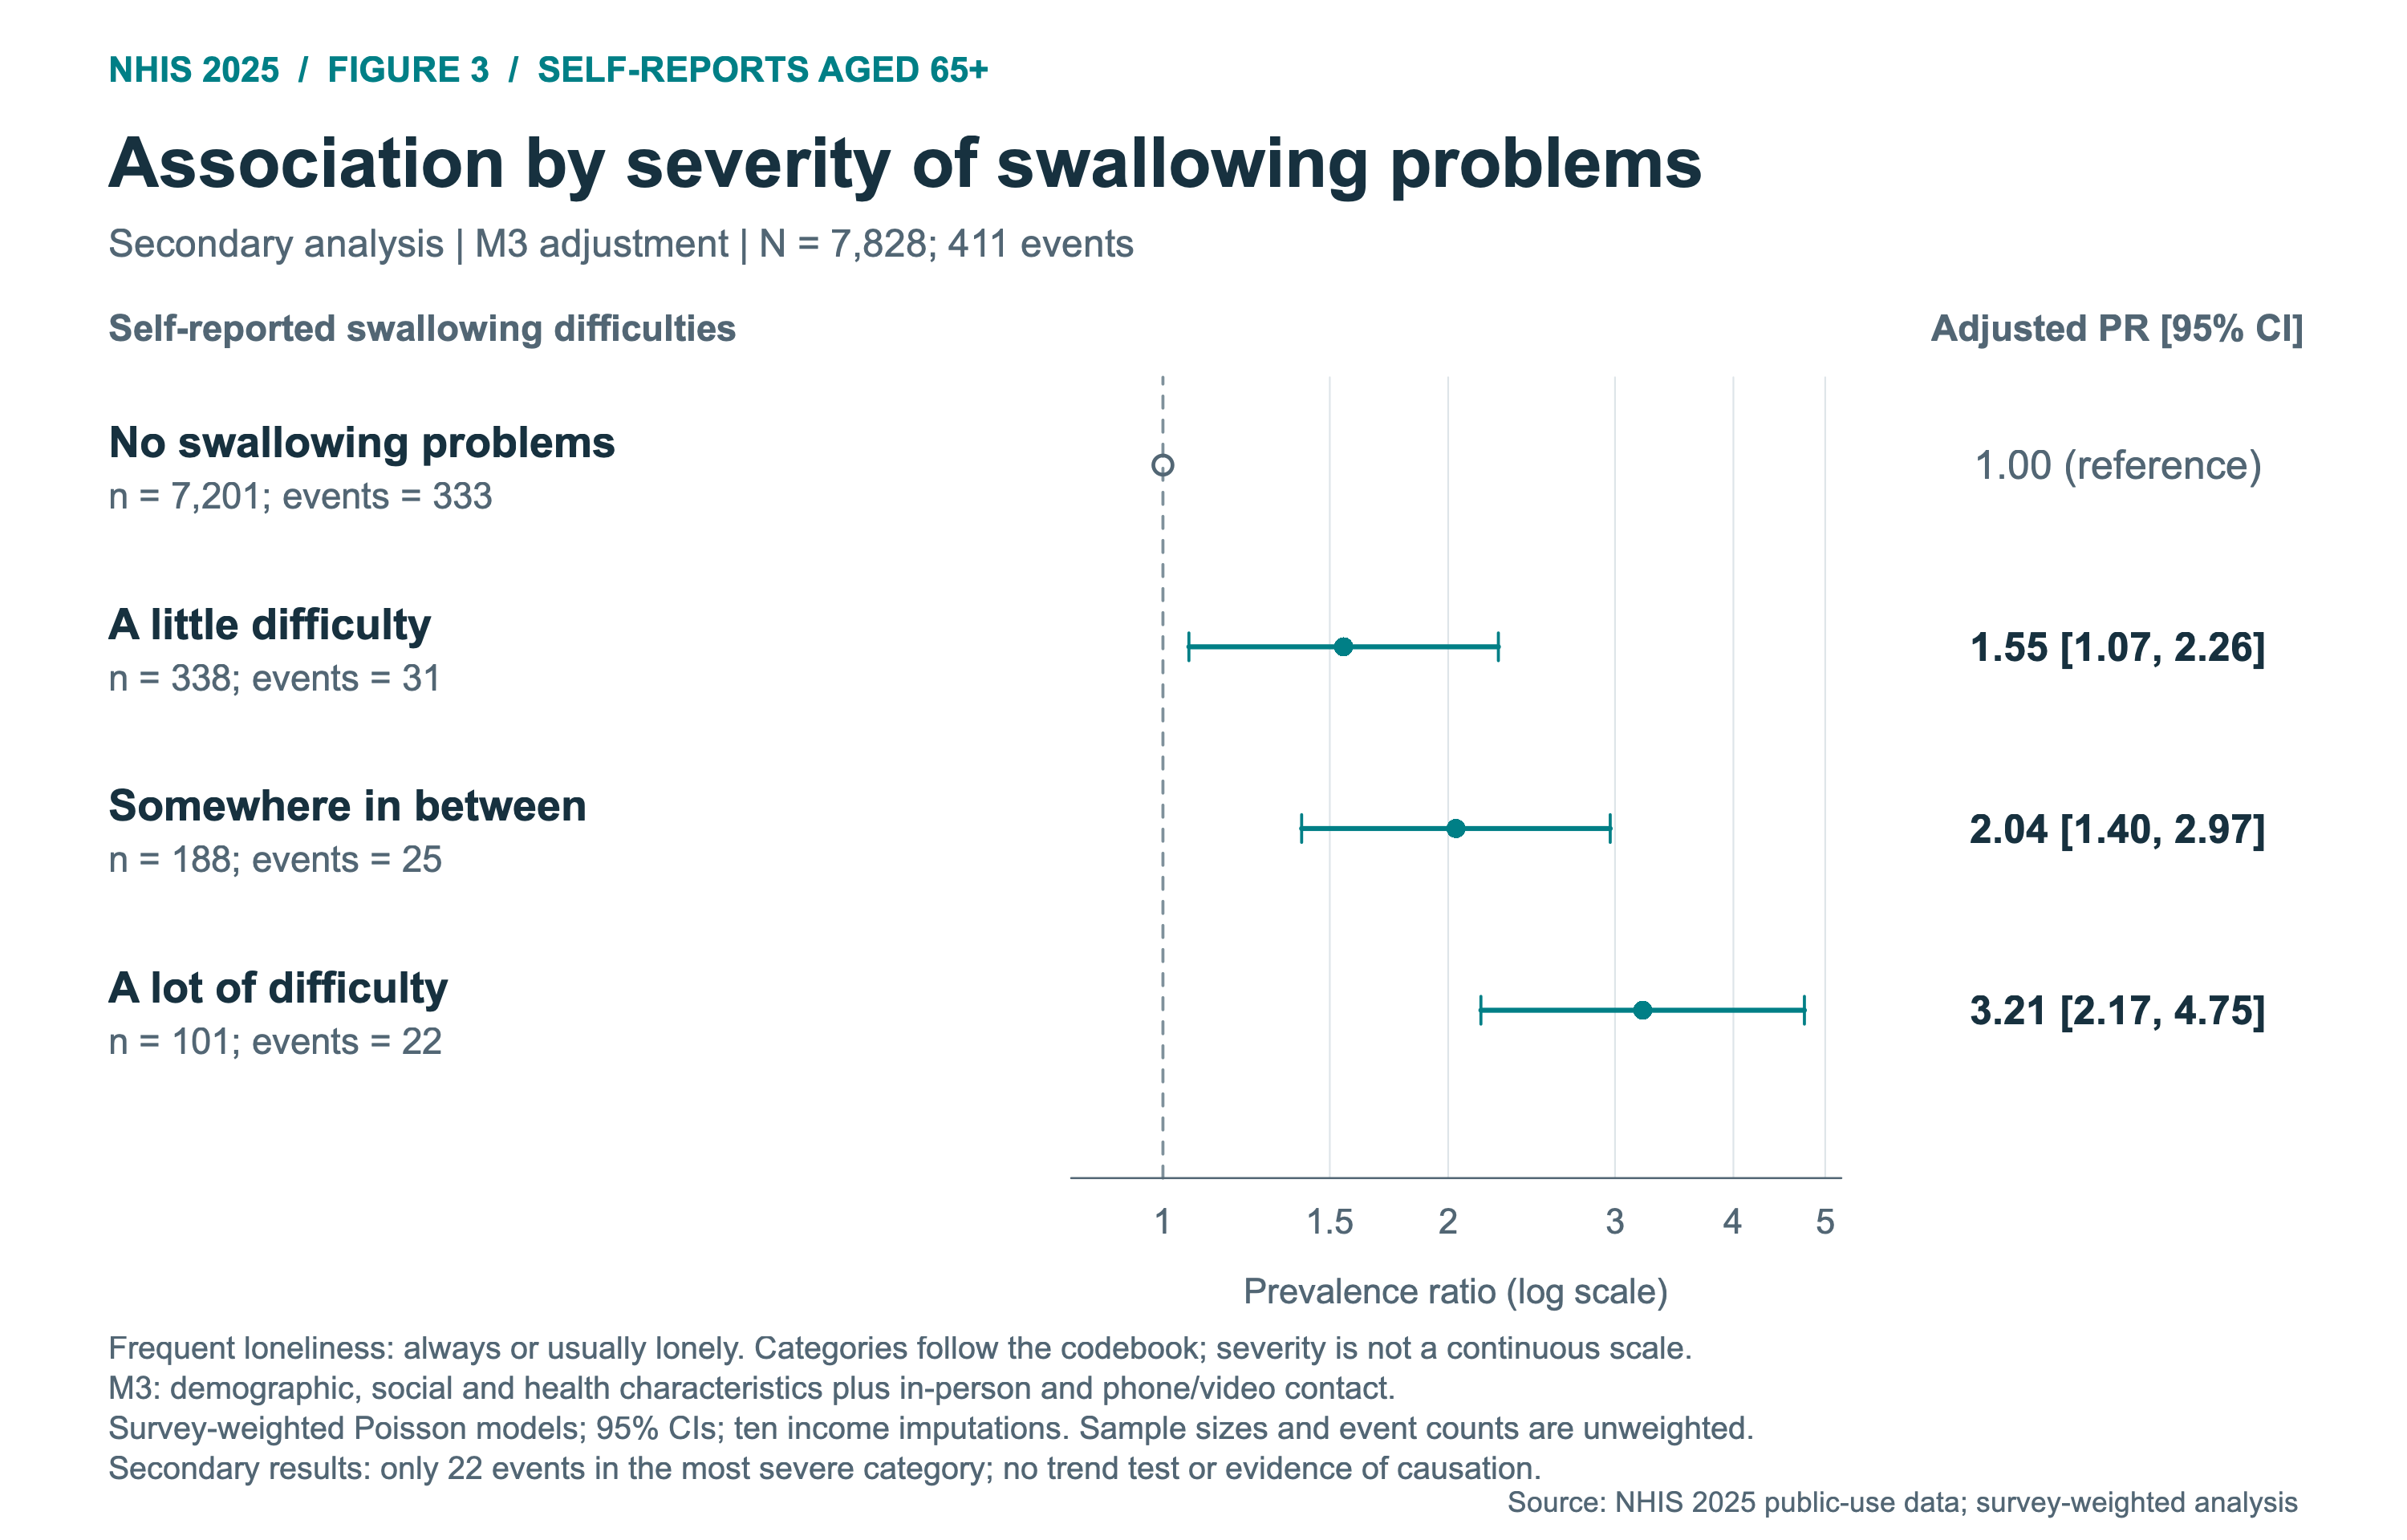 NHIS 2025 / FIGURE 3 / SELF-REPORTS AGED 65+
Association by severity of swallowing problems
Secondary analysis | M3 adjustment | N = 7,828; 411 events
Self-reported swallowing difficulties
Adjusted PR [95% CI]
No swallowing problems
n = 7,201; events = 333
1.00 (reference)
A little difficulty
n = 338; events = 31
1.55 [1.07, 2.26]
Somewhere in between
n = 188; events = 25
2.04 [1.40, 2.97]
A lot of difficulty
n = 101; events = 22
3.21 [2.17, 4.75]
1 1.5 2 3 4 5
Prevalence ratio (log scale)
Frequent loneliness: always or usually lonely. Categories follow the codebook; severity is not a continuous scale.
M3: demographic, social and health characteristics plus in-person and phone/video contact.
Survey-weighted Poisson models; 95% CIs; ten income imputations. Sample sizes and event counts are unweighted.
Secondary results: only 22 events in the most severe category; no trend test or evidence of causation.
Source: NHIS 2025 public-use data; survey-weighted analysis